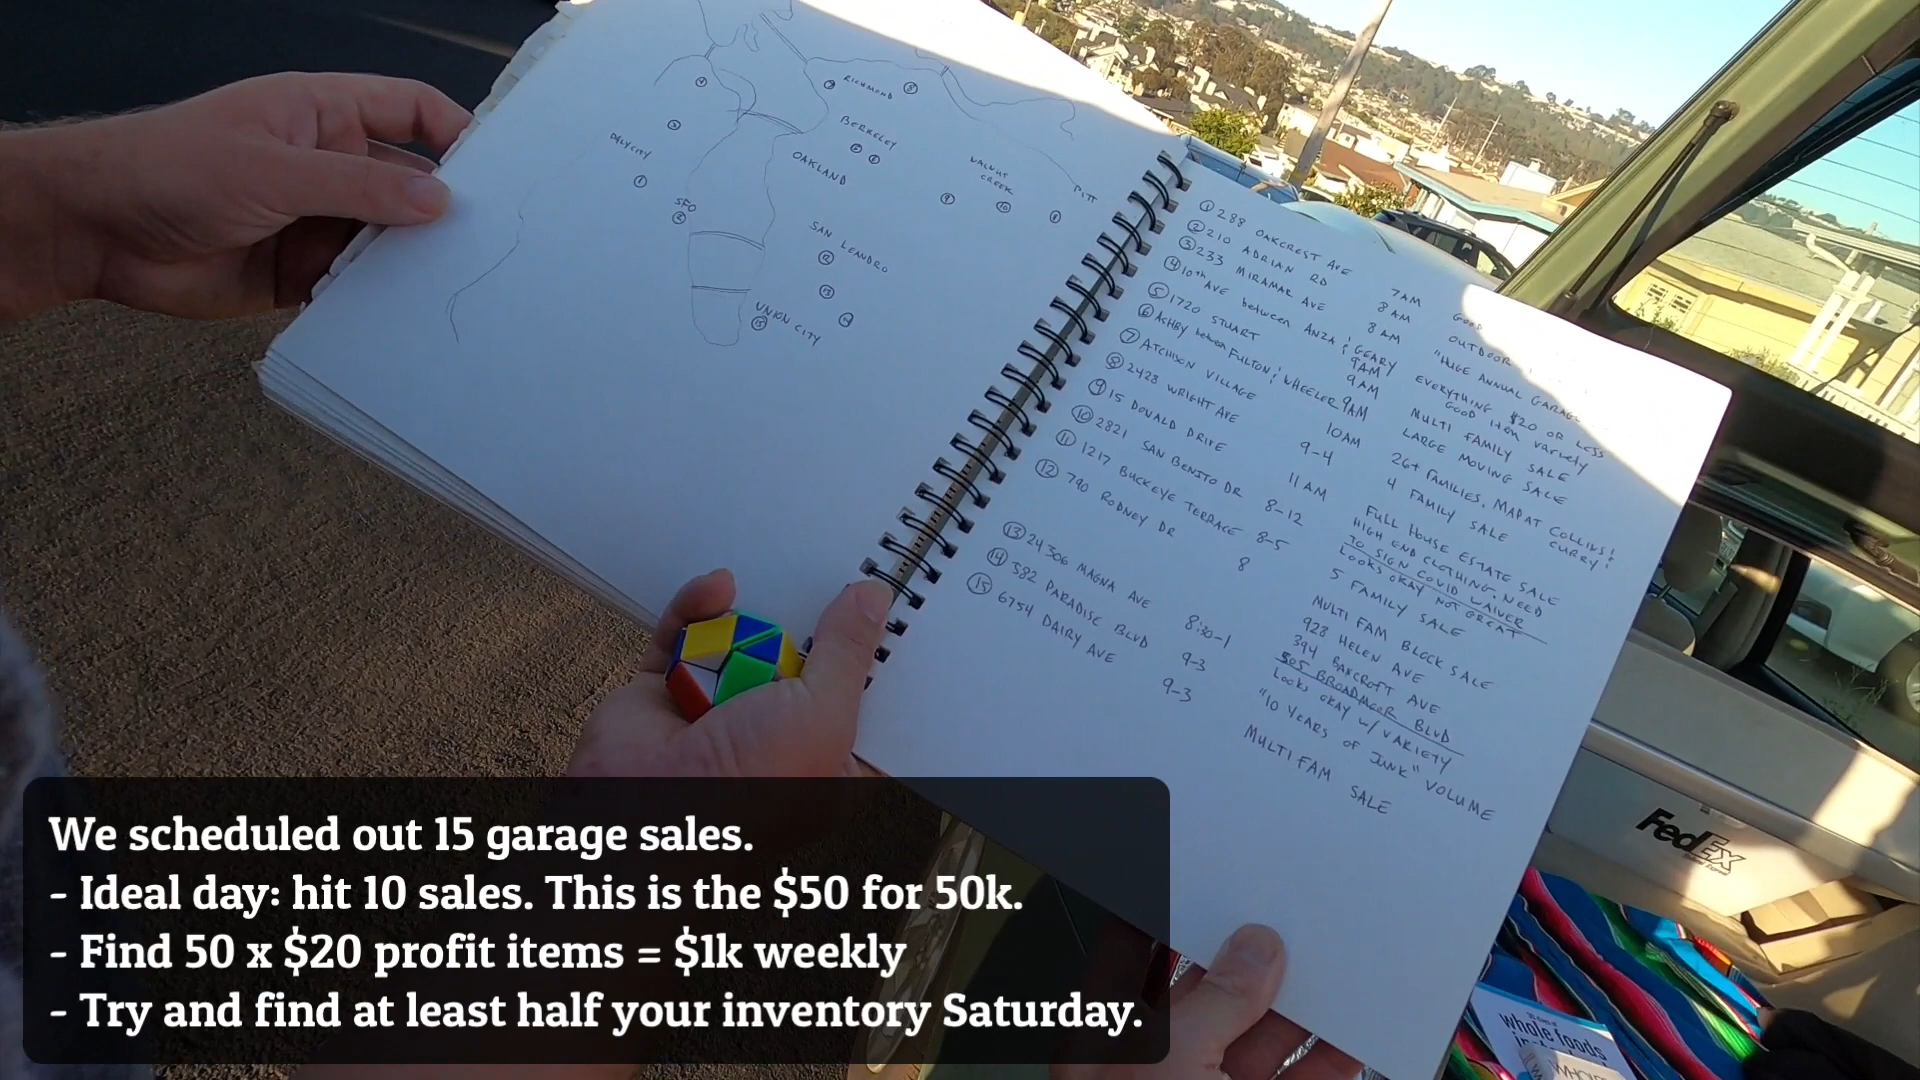 RICHMOND
BERKELEY
OAKLAND
DALY CITY
SFO
WALNUT
CREEK
PITT
SAN LEANDRO
UNION CITY
① 288 OAKCREST AVE 7AM GOOD
② 210 ADRIAN RD 8AM OUTDOOR
③ 233 MIRAMAR AVE 8AM "HUGE ANNUAL GARAGE
④ 10th AVE between ANZA & GEARY 9AM EVERYTHING $20 OR LESS
GOOD ITEM variety
⑤ 1720 STUART 9AM MULTI FAMILY SALE
⑥ ASHBY between FULTON & WHEELER 9AM LARGE MOVING SALE
⑦ ATCHISON VILLAGE 10AM 26+ FAMILIES. MAP AT COLLINS &
CURRY
⑧ 2428 WRIGHT AVE 9-4 4 FAMILY SALE
⑨ 15 DONALD DRIVE 11AM FULL HOUSE ESTATE SALE
⑩ 2821 SAN BENITO DR 8-12 HIGH END CLOTHING. NEED
TO SIGN COVID WAIVER
⑪ 1217 BUCKEYE TERRACE 8-5 LOOKS OKAY NOT GREAT
5 FAMILY SALE
⑫ 790 RODNEY DR 8 MULTI FAM BLOCK SALE
928 HELEN AVE
394 BANCROFT AVE
505 BROADMOOR BLVD
⑬ 24306 MAGNA AVE 8:30-1 LOOKS OKAY W/ VARIETY
⑭ 382 PARADISE BLVD 9-3 "10 YEARS OF JUNK" VOLUME
⑮ 6754 DAIRY AVE 9-3 MULTI FAM SALE
FedEx
whole foods
We scheduled out 15 garage sales.
- Ideal day: hit 10 sales. This is the $50 for 50k.
- Find 50 x $20 profit items = $1k weekly
- Try and find at least half your inventory Saturday.